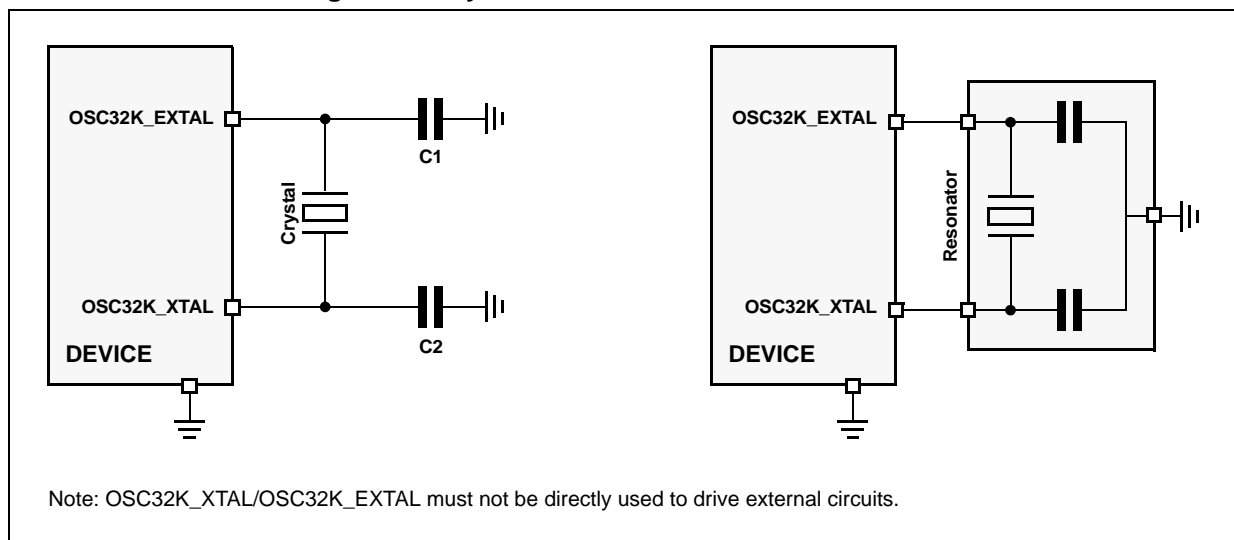 OSC32K_EXTAL
C1
Crystal
OSC32K_XTAL
C2
DEVICE
OSC32K_EXTAL
Resonator
OSC32K_XTAL
DEVICE
Note: OSC32K_XTAL/OSC32K_EXTAL must not be directly used to drive external circuits.